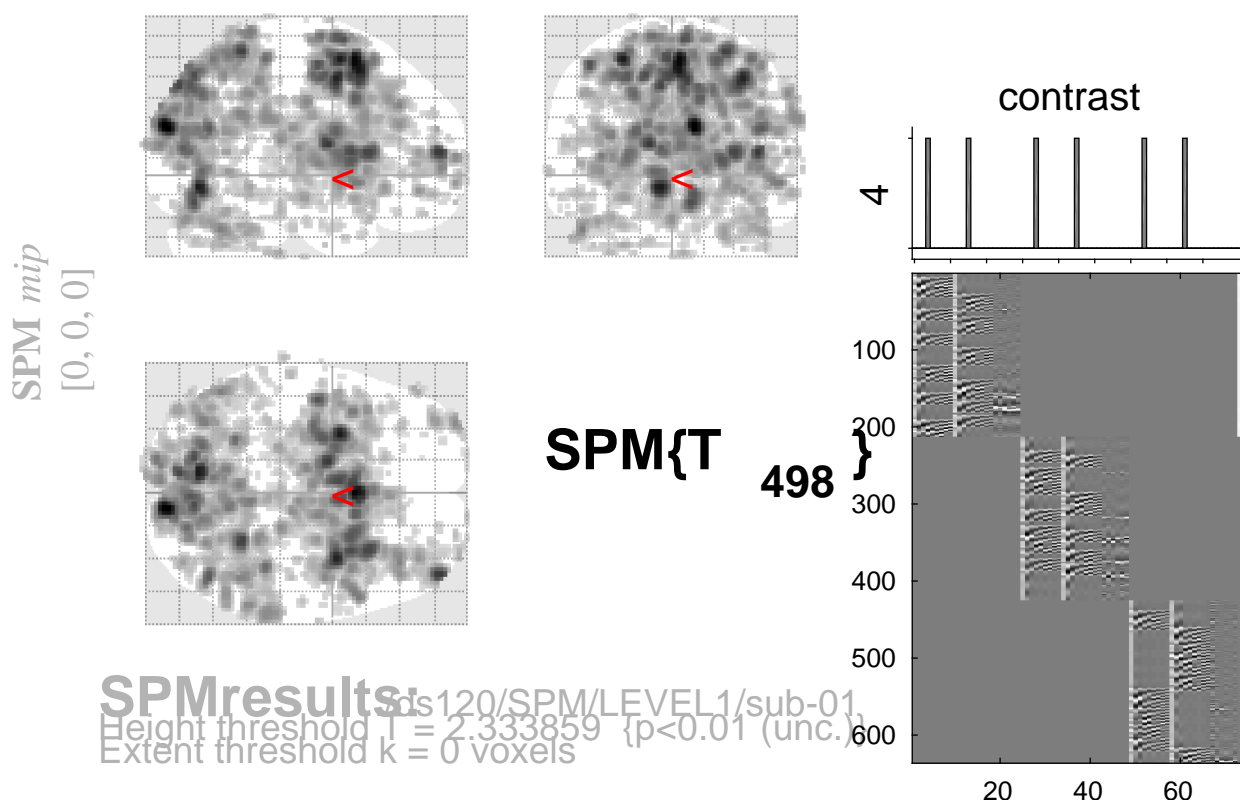 SPM mip
[0, 0, 0]
<
<
<
SPM{T498}
contrast
4
100
200
300
400
500
600
20
40
60
SPMresults: /ds120/SPM/LEVEL1/sub-01
Height threshold T = 2.333859 {p<0.01 (unc.)}
Extent threshold k = 0 voxels